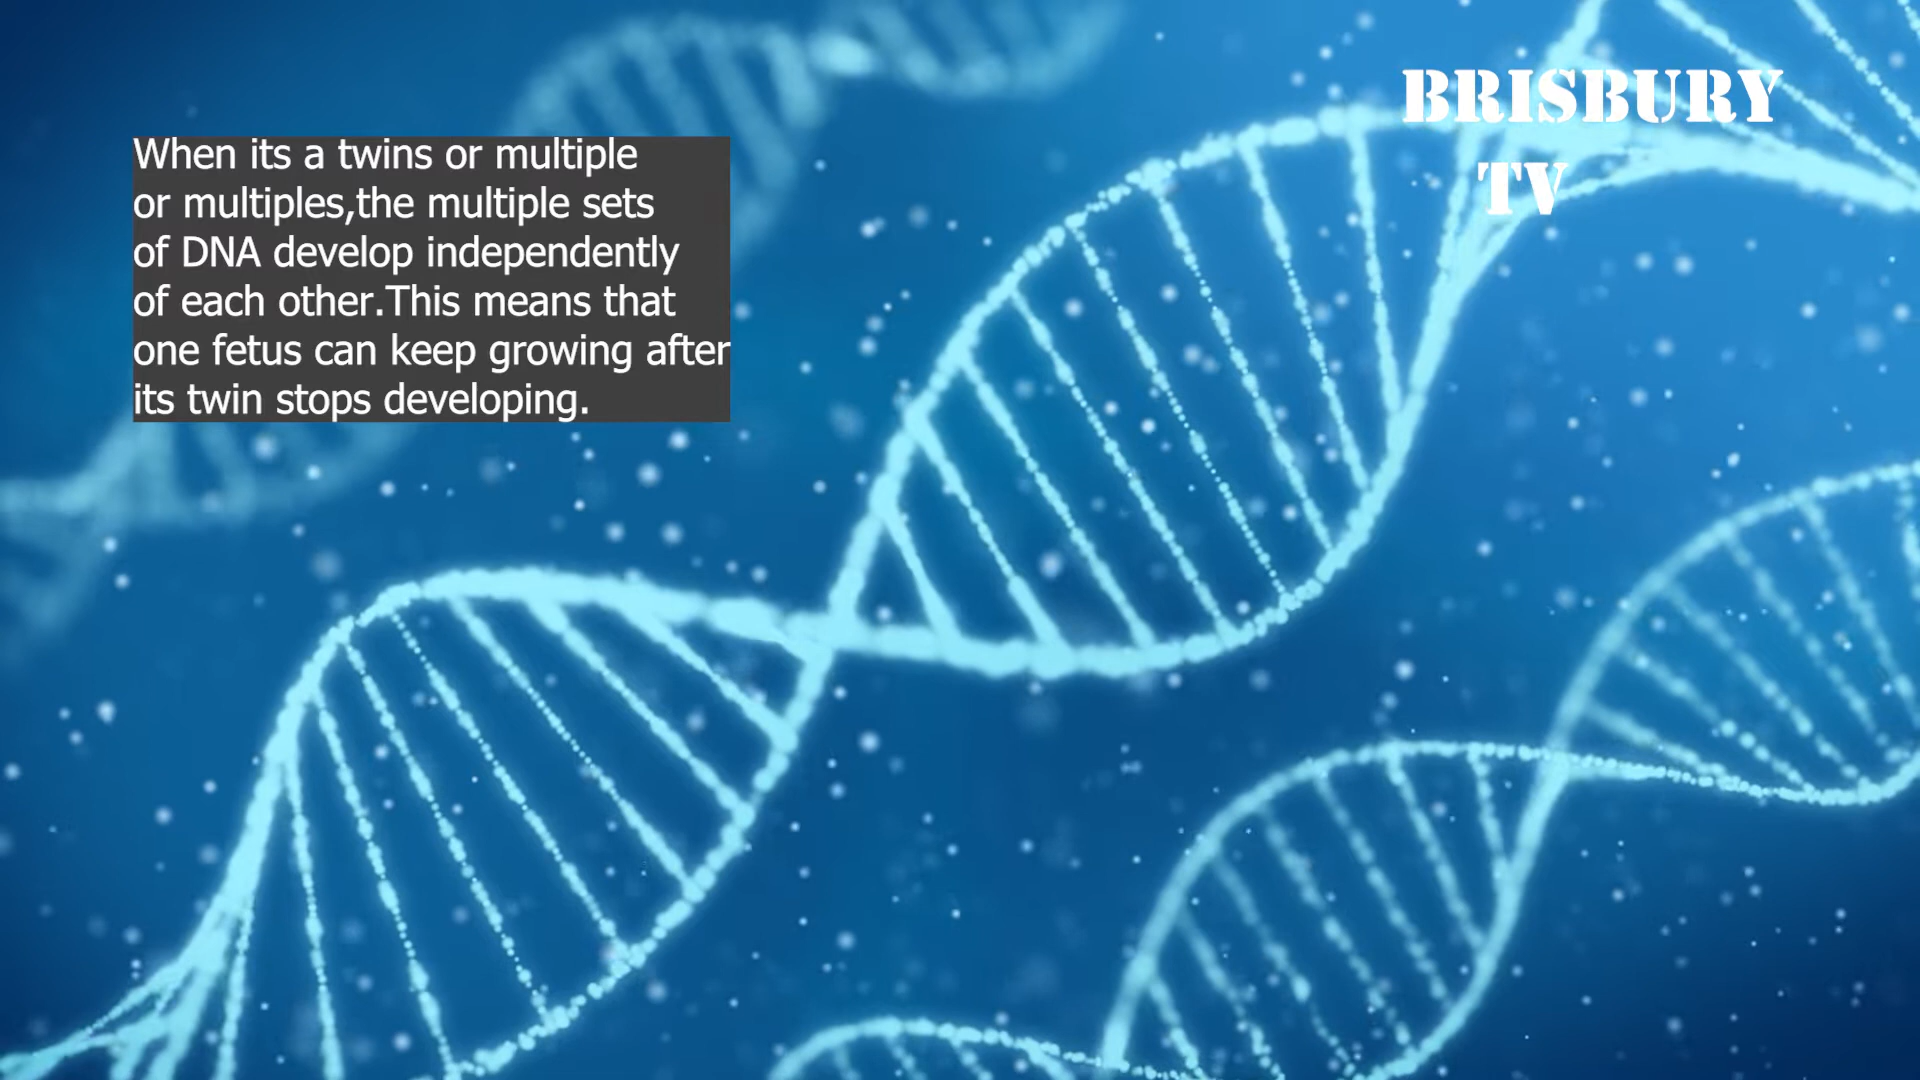 BRISBURY
TV
When its a twins or multiple
or multiples,the multiple sets
of DNA develop independently
of each other.This means that
one fetus can keep growing after
its twin stops developing.